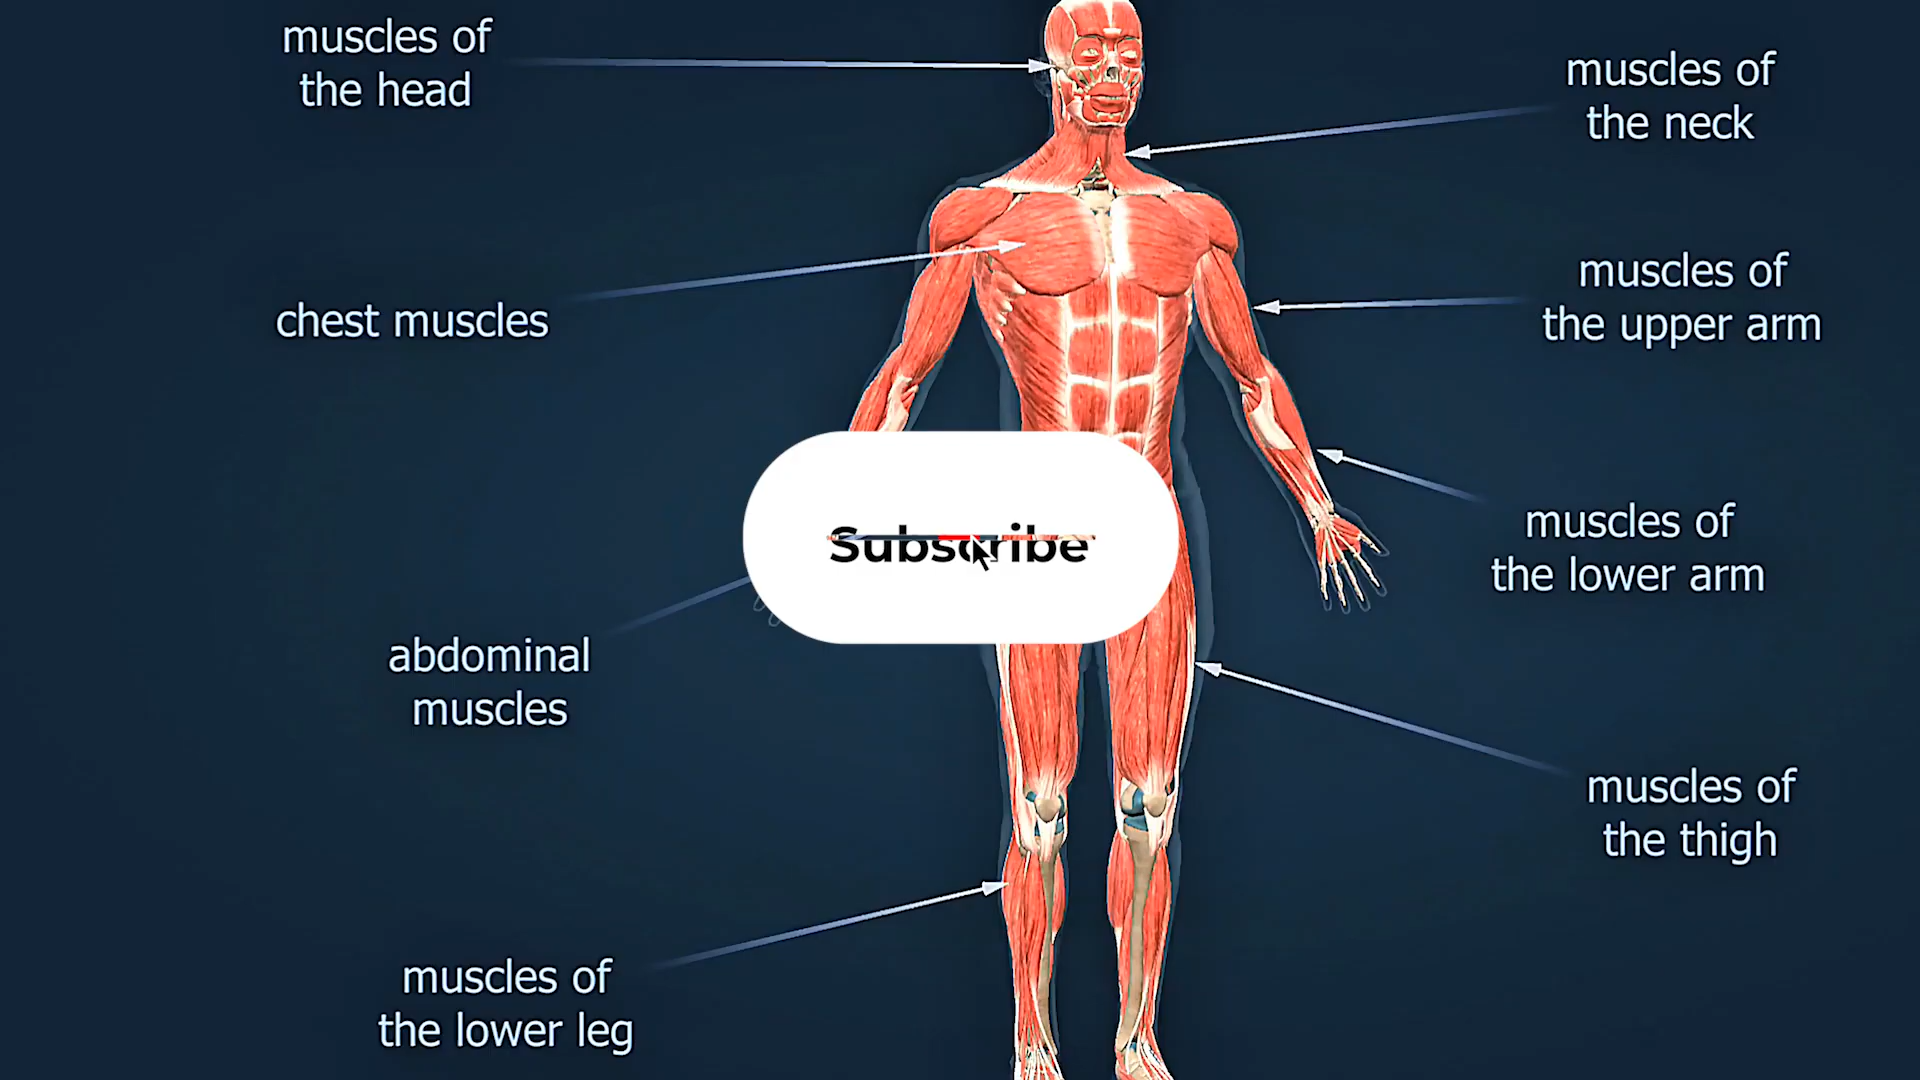 muscles of
the head
muscles of
the neck
chest muscles
muscles of
the upper arm
Subscribe
muscles of
the lower arm
abdominal
muscles
muscles of
the thigh
muscles of
the lower leg